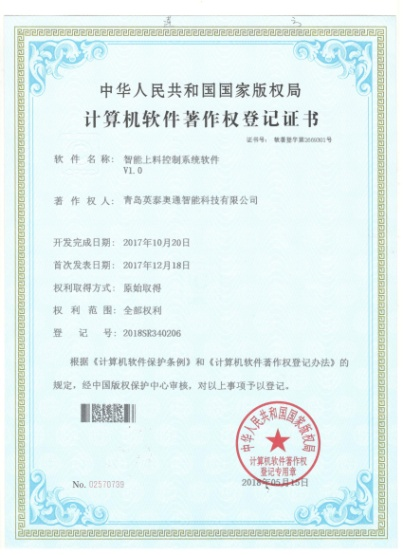 中华人民共和国国家版权局
计算机软件著作权登记证书
证书号： 软著登字第2669301号
软件名称： 智能上料控制系统软件
V1.0
著作权人： 青岛英泰奥通智能科技有限公司
开发完成日期： 2017年10月20日
首次发表日期： 2017年12月18日
权利取得方式： 原始取得
权利范围： 全部权利
登记号： 2018SR340206
根据《计算机软件保护条例》和《计算机软件著作权登记办法》的
规定，经中国版权保护中心审核，对以上事项予以登记。
中华人民共和国国家版权局
计算机软件著作权
登记专用章
No. 02570739
2018年05月15日